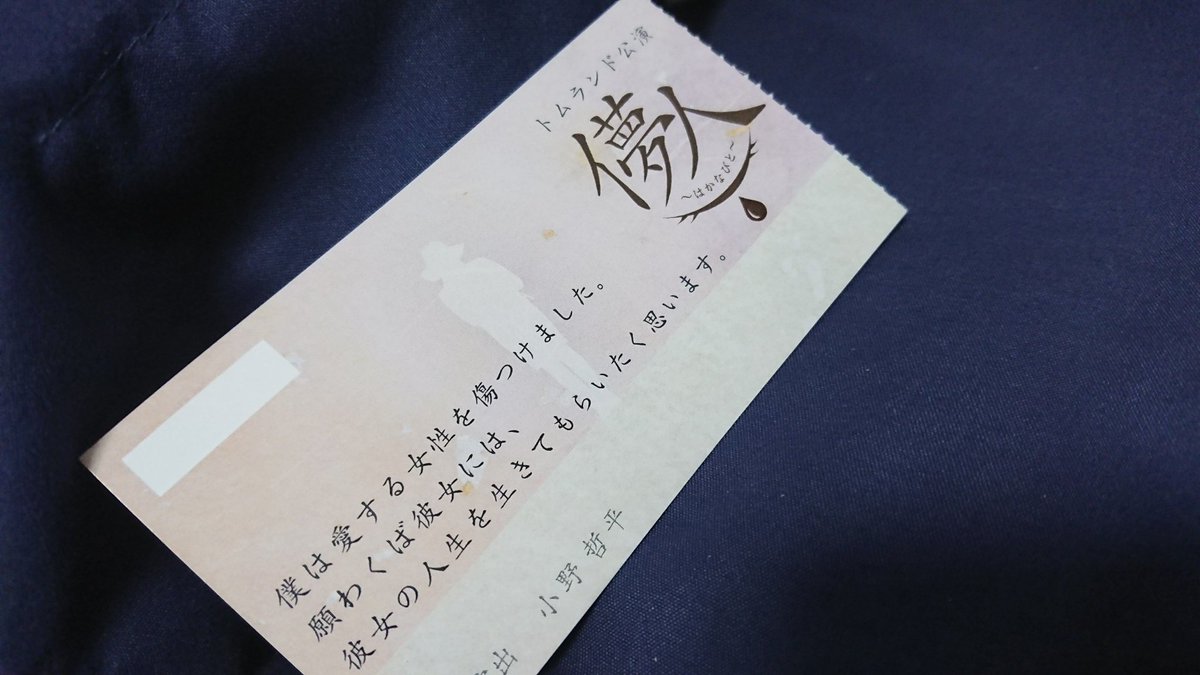 トムランド公演
儚人
〜はかなびと〜
僕は愛する女性を傷つけました。
願わくば彼女には、
彼女の人生を生きてもらいたく思います。
出 小野哲平